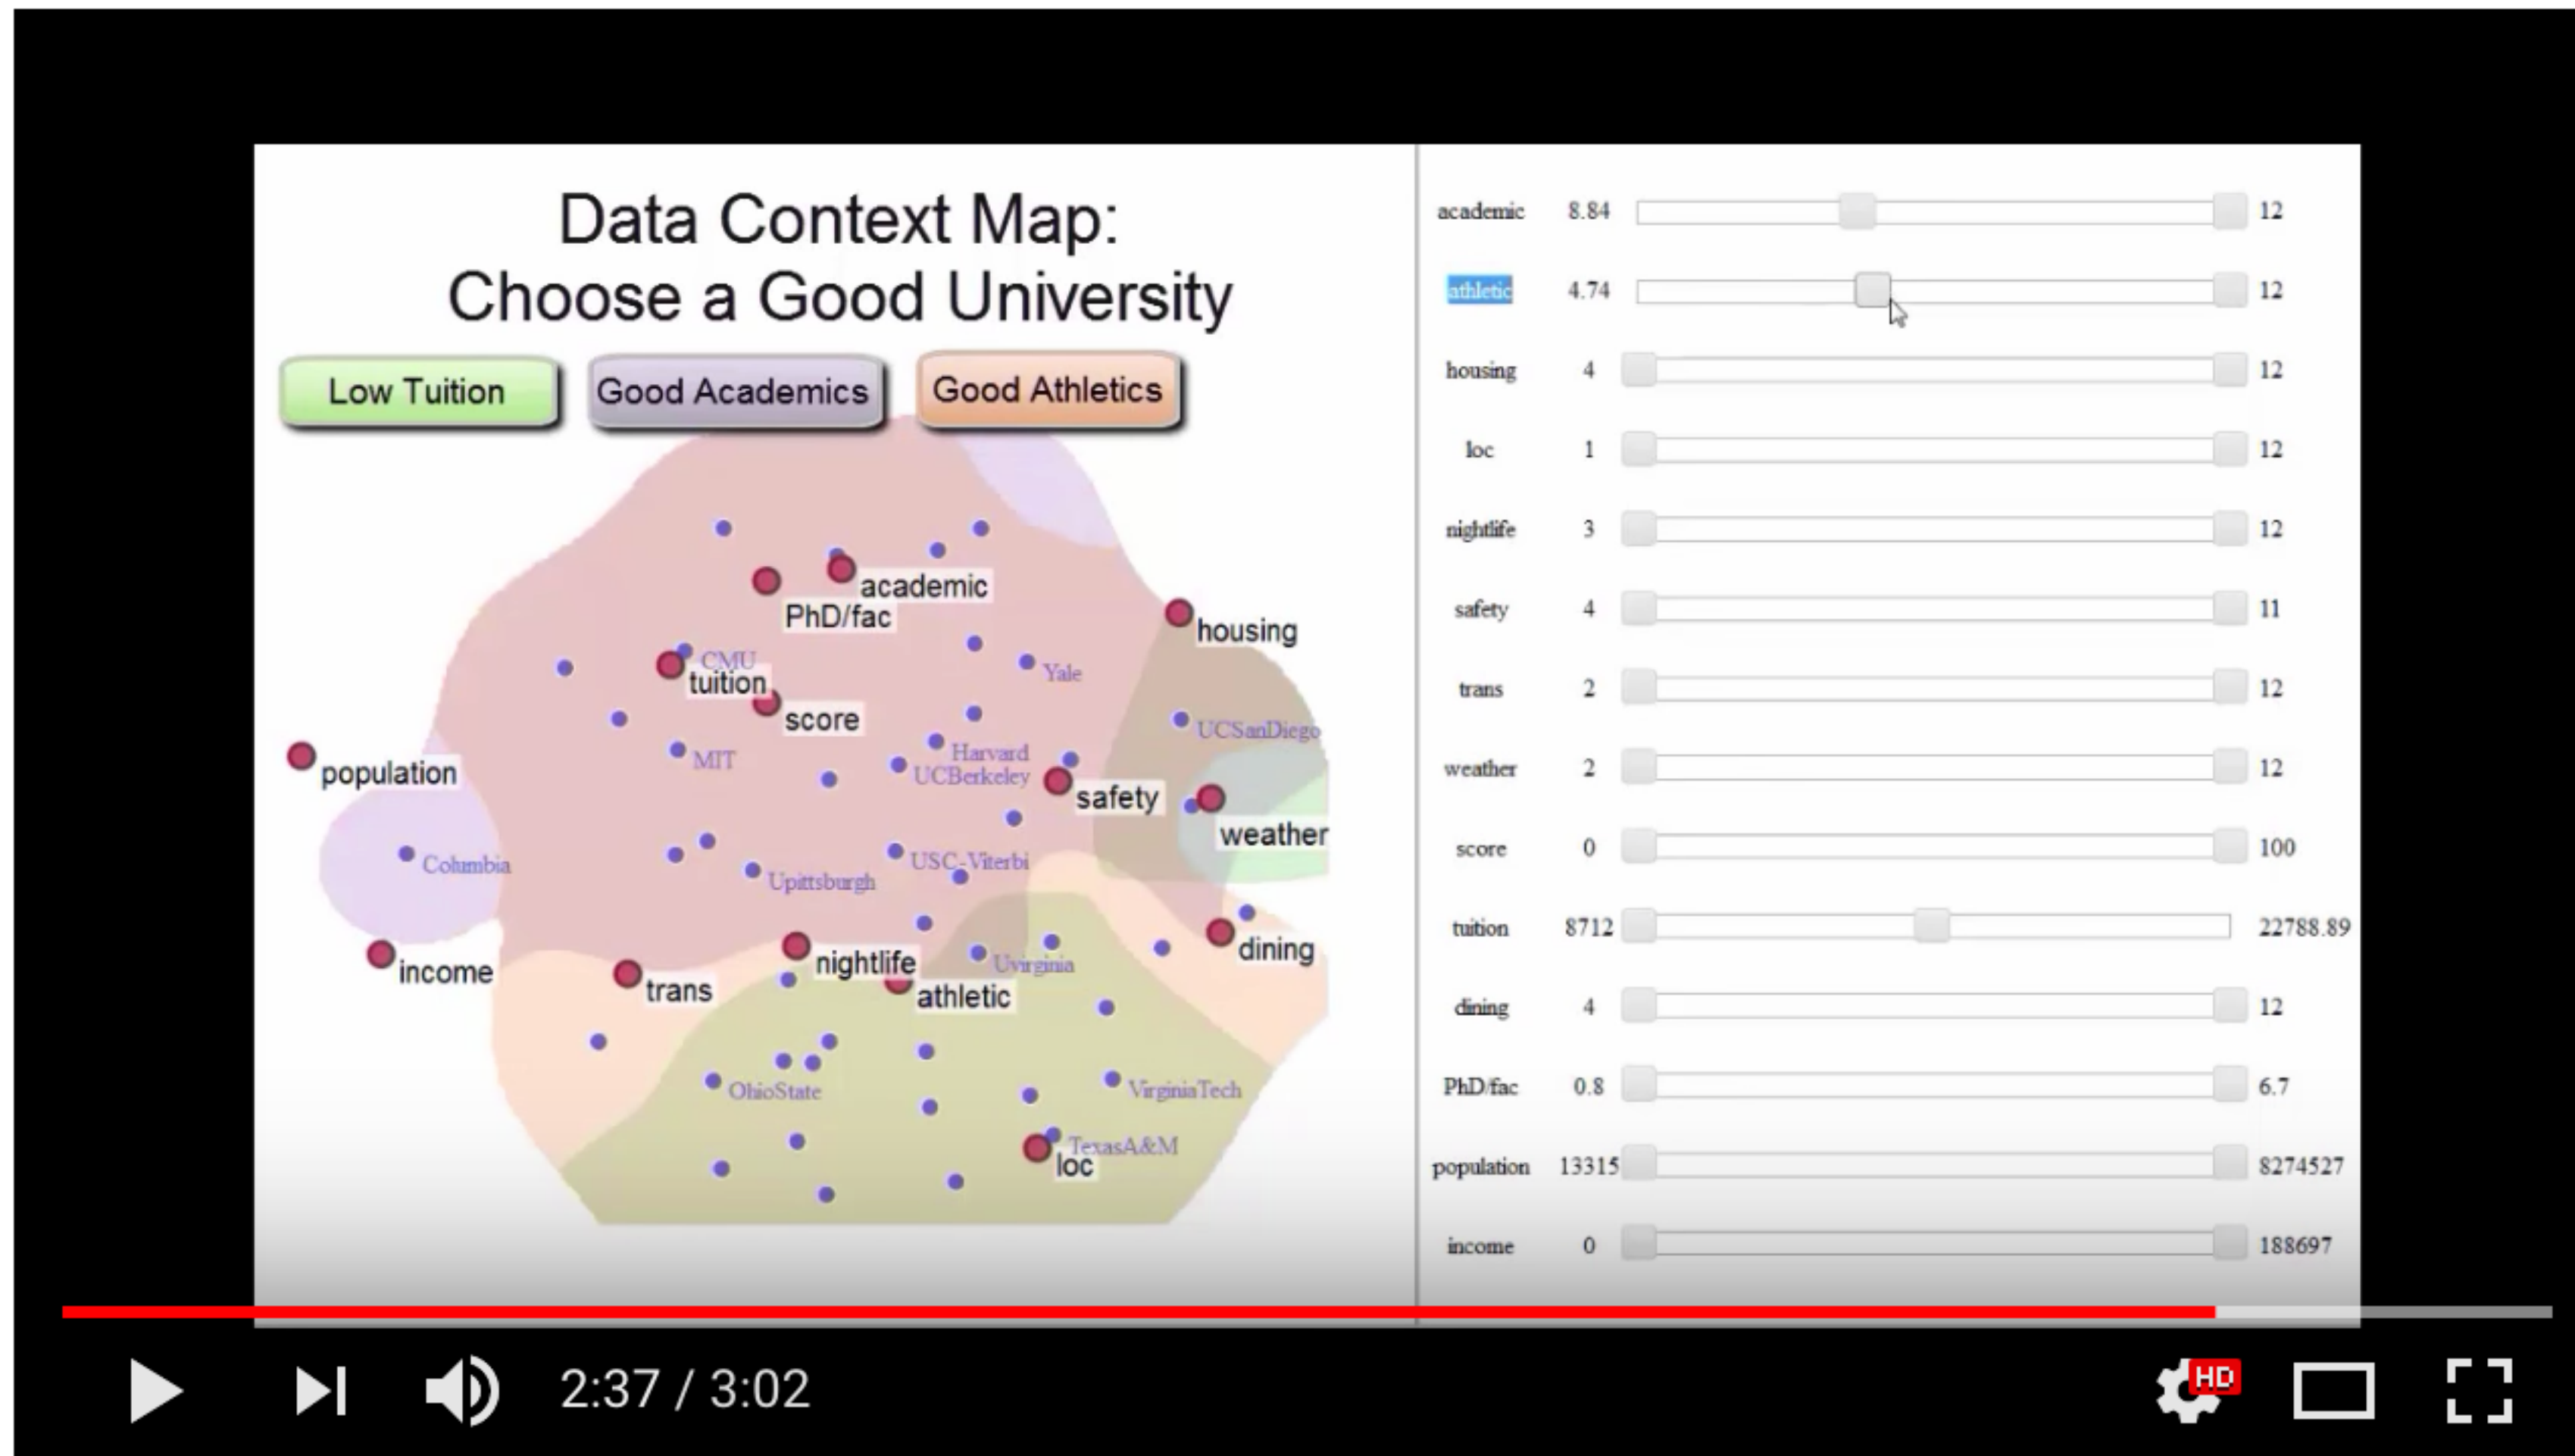 Data Context Map:
Choose a Good University
Low Tuition Good Academics Good Athletics
academic
PhD/fac
housing
CMU
tuition
Yale
score
UCSanDiego
MIT
Harvard
UCBerkeley
population
safety
weather
Columbia
USC-Viterbi
Upittsburgh
dining
nightlife
Uvirginia
income
trans
athletic
OhioState
VirginiaTech
TexasA&M
loc
academic 8.84 12
athletic 4.74 12
housing 4 12
loc 1 12
nightlife 3 12
safety 4 11
trans 2 12
weather 2 12
score 0 100
tuition 8712 22788.89
dining 4 12
PhD/fac 0.8 6.7
population 13315 8274527
income 0 188697
2:37 / 3:02
HD